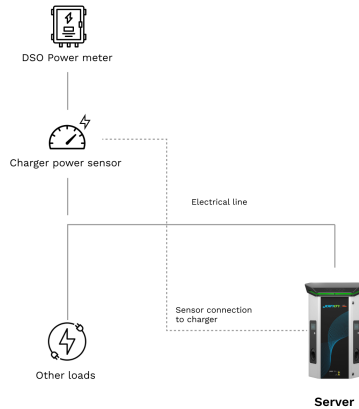 DSO Power meter
Charger power sensor
Electrical line
Sensor connection
to charger
Other loads
Server